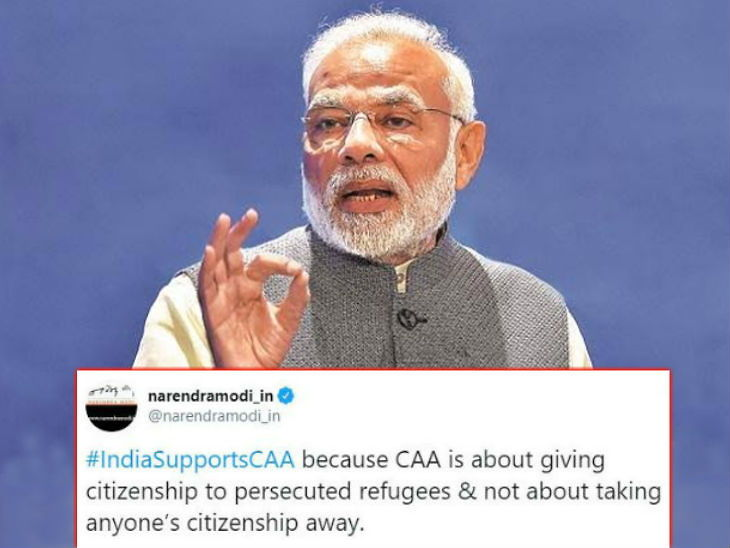 narendramodi_in
@narendramodi_in
#IndiaSupportsCAA because CAA is about giving
citizenship to persecuted refugees & not about taking
anyone’s citizenship away.